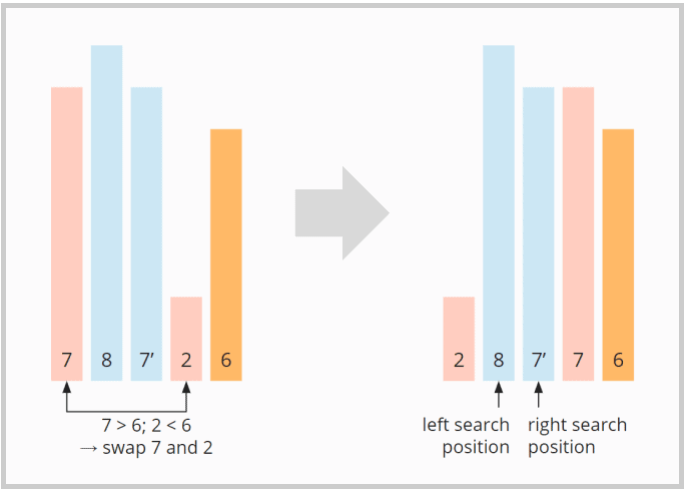 7 8 7′ 2 6
7 > 6; 2 < 6
→ swap 7 and 2
2 8 7′ 7 6
left search
position
right search
position